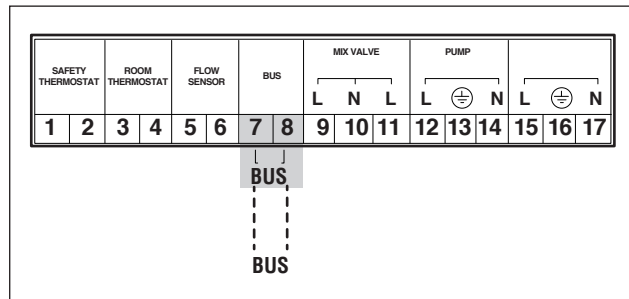 SAFETY THERMOSTAT
ROOM THERMOSTAT
FLOW SENSOR
BUS
MIX VALVE
PUMP
L N L L N L N
1 2 3 4 5 6 7 8 9 10 11 12 13 14 15 16 17
BUS
BUS